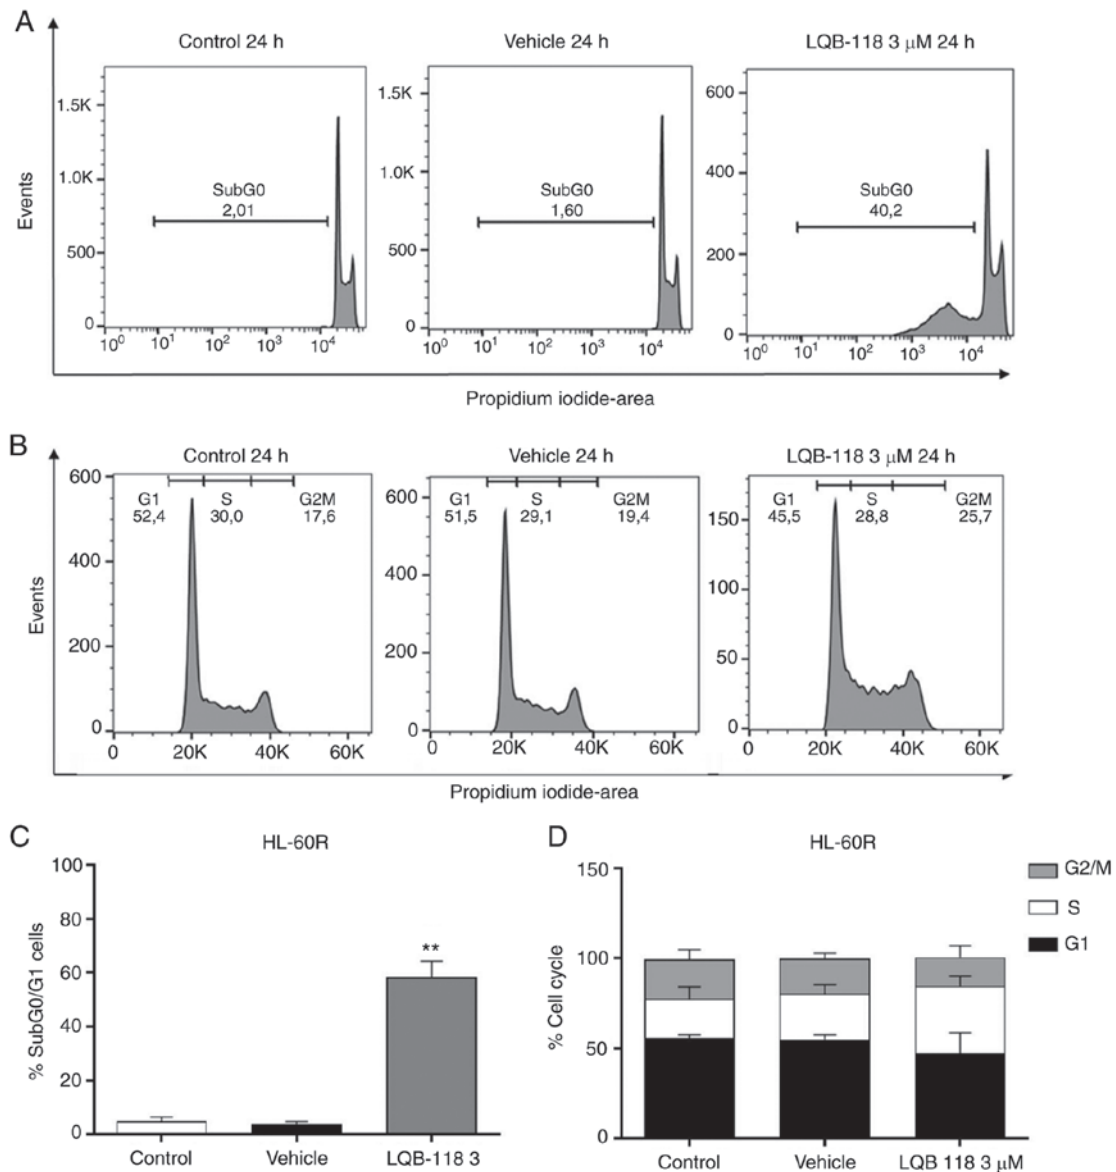 A
Control 24 h
Vehicle 24 h
LQB-118 3 μM 24 h
Events
1.5K
1.0K
500
0
SubG0
2,01
10⁰ 10¹ 10² 10³ 10⁴
1.5K
1.0K
500
0
SubG0
1,60
10⁰ 10¹ 10² 10³ 10⁴
600
400
200
0
SubG0
40,2
10⁰ 10¹ 10² 10³ 10⁴
Propidium iodide-area
B
Control 24 h
Vehicle 24 h
LQB-118 3 μM 24 h
Events
600
400
200
0
G1 S G2M
52,4 30,0 17,6
0 20K 40K 60K
600
400
200
0
G1 S G2M
51,5 29,1 19,4
0 20K 40K 60K
150
100
50
0
G1 S G2M
45,5 28,8 25,7
0 20K 40K 60K
Propidium iodide-area
C
HL-60R
% SubG0/G1 cells
100
80
60
40
20
0
**
Control Vehicle LQB-118 3
D
HL-60R
% Cell cycle
150
100
50
0
Control Vehicle LQB 118 3 μM
G2/M
S
G1